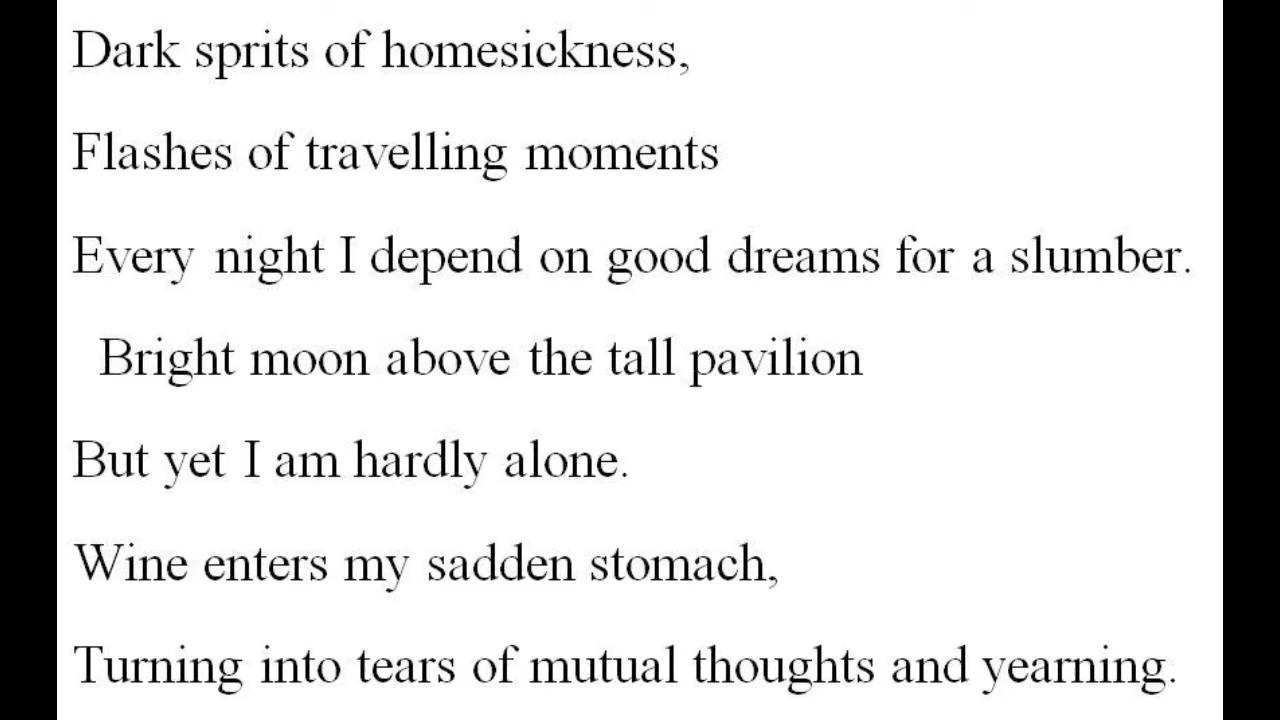 Dark sprits of homesickness,
Flashes of travelling moments
Every night I depend on good dreams for a slumber.
Bright moon above the tall pavilion
But yet I am hardly alone.
Wine enters my sadden stomach,
Turning into tears of mutual thoughts and yearning.